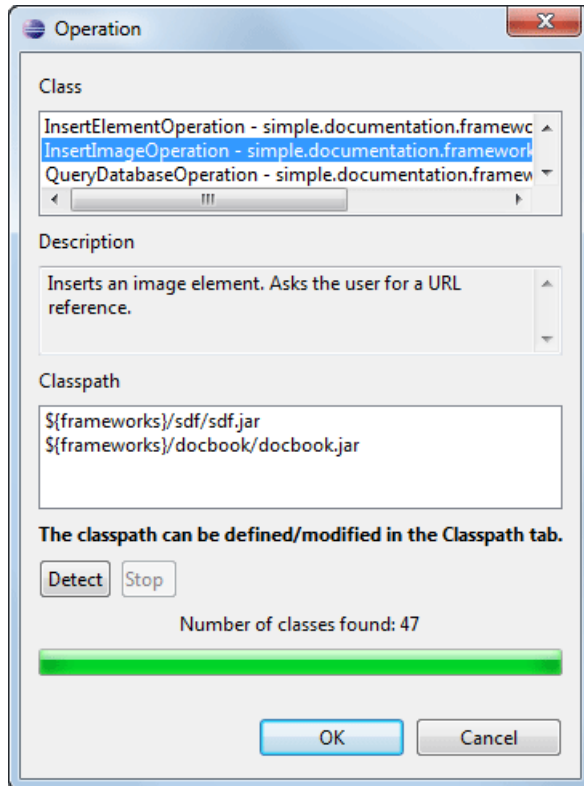 Operation
Class
InsertElementOperation - simple.documentation.framewc
InsertImageOperation - simple.documentation.framework
QueryDatabaseOperation - simple.documentation.framew
Description
Inserts an image element. Asks the user for a URL
reference.
Classpath
${frameworks}/sdf/sdf.jar
${frameworks}/docbook/docbook.jar
The classpath can be defined/modified in the Classpath tab.
Detect Stop
Number of classes found: 47
OK Cancel